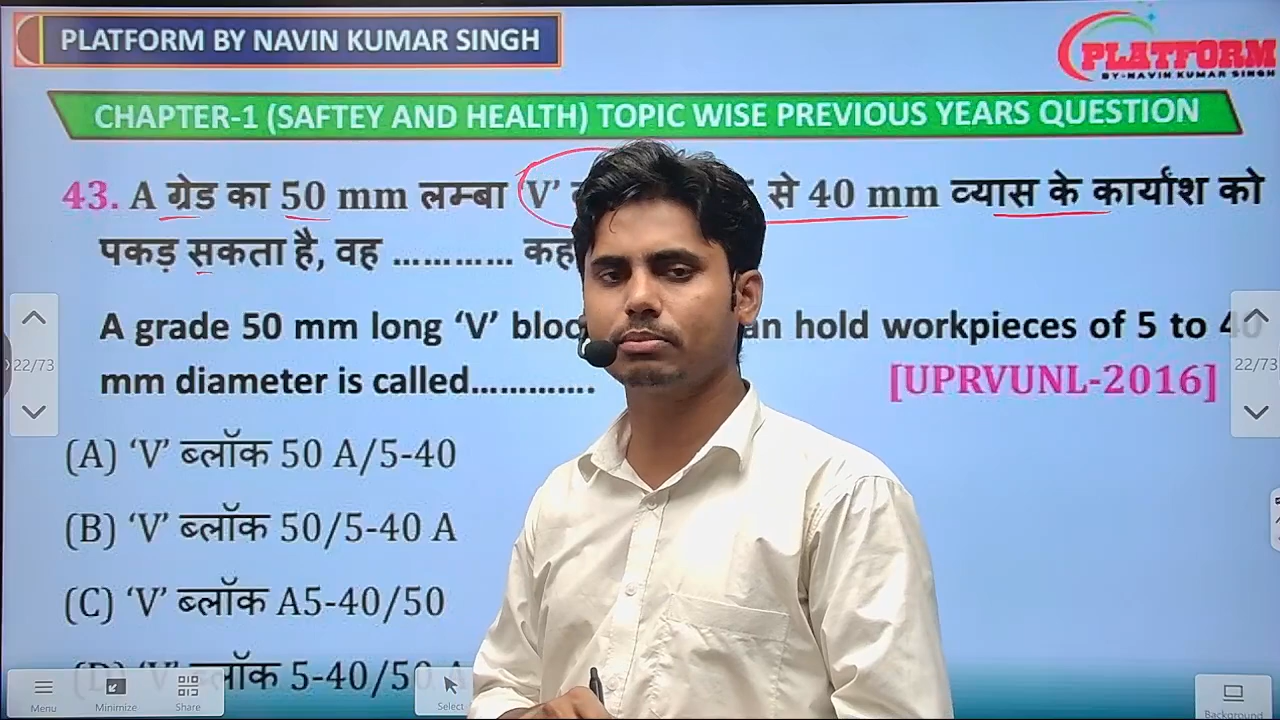 PLATFORM BY NAVIN KUMAR SINGH
PLATFORM
BY-NAVIN KUMAR SINGH
CHAPTER-1 (SAFTEY AND HEALTH) TOPIC WISE PREVIOUS YEARS QUESTION
43. A ग्रेड का 50 mm लम्बा 'V' से 40 mm व्यास के कार्यांश को
पकड़ सकता है, वह ............
A grade 50 mm long ‘V’ hold workpieces of 5 to 40
mm diameter is called.............
[UPRVUNL-2016]
(A) ‘V’ ब्लॉक 50 A/5-40
(B) ‘V’ ब्लॉक 50/5-40 A
(C) ‘V’ ब्लॉक A5-40/50
(D) ‘V’ ब्लॉक 5-40/50 A
22/73
22/73
Menu
Minimize
Share
Select
Background